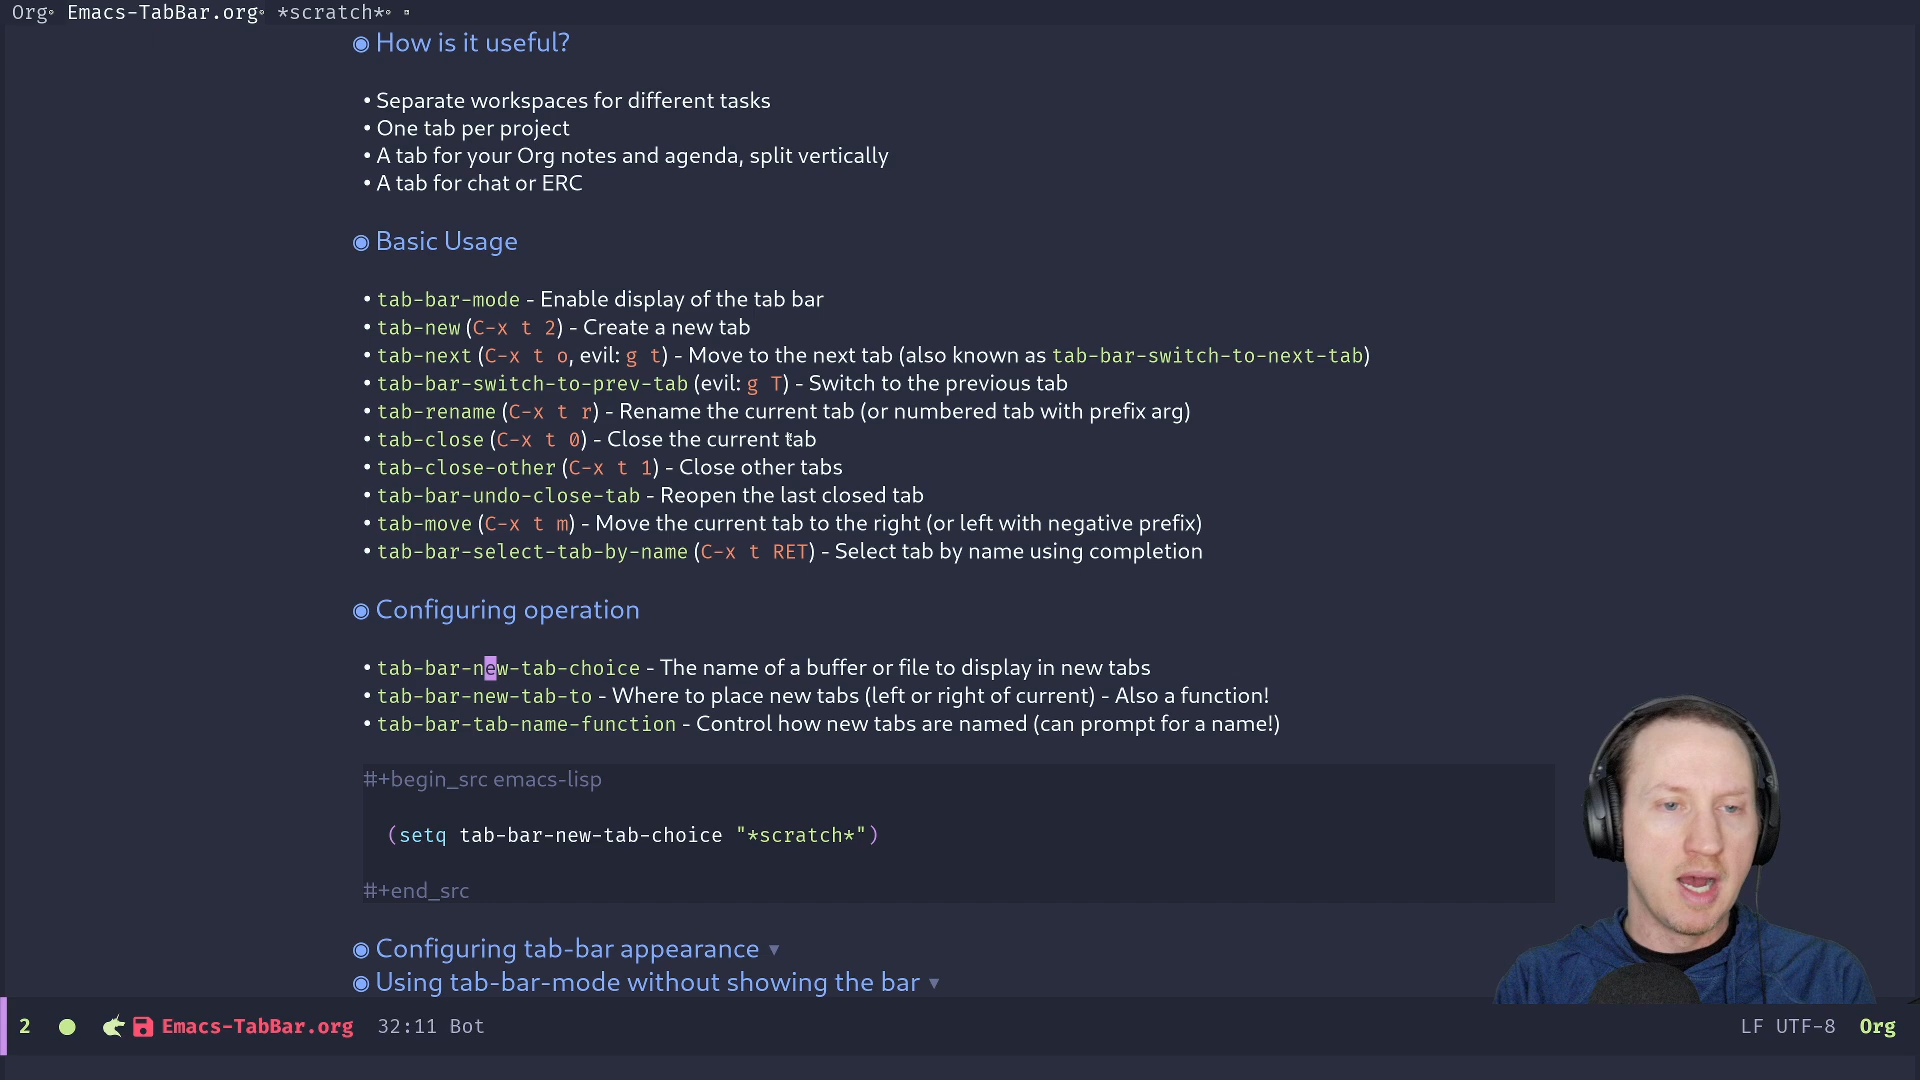 Org Emacs-TabBar.org *scratch*
How is it useful?
• Separate workspaces for different tasks
• One tab per project
• A tab for your Org notes and agenda, split vertically
• A tab for chat or ERC
Basic Usage
• tab-bar-mode - Enable display of the tab bar
• tab-new (C-x t 2) - Create a new tab
• tab-next (C-x t o, evil: g t) - Move to the next tab (also known as tab-bar-switch-to-next-tab)
• tab-bar-switch-to-prev-tab (evil: g T) - Switch to the previous tab
• tab-rename (C-x t r) - Rename the current tab (or numbered tab with prefix arg)
• tab-close (C-x t 0) - Close the current tab
• tab-close-other (C-x t 1) - Close other tabs
• tab-bar-undo-close-tab - Reopen the last closed tab
• tab-move (C-x t m) - Move the current tab to the right (or left with negative prefix)
• tab-bar-select-tab-by-name (C-x t RET) - Select tab by name using completion
Configuring operation
• tab-bar-new-tab-choice - The name of a buffer or file to display in new tabs
• tab-bar-new-tab-to - Where to place new tabs (left or right of current) - Also a function!
• tab-bar-tab-name-function - Control how new tabs are named (can prompt for a name!)
#+begin_src emacs-lisp
(setq tab-bar-new-tab-choice "*scratch*")
#+end_src
Configuring tab-bar appearance ▾
Using tab-bar-mode without showing the bar ▾
2 Emacs-TabBar.org 32:11 Bot LF UTF-8 Org